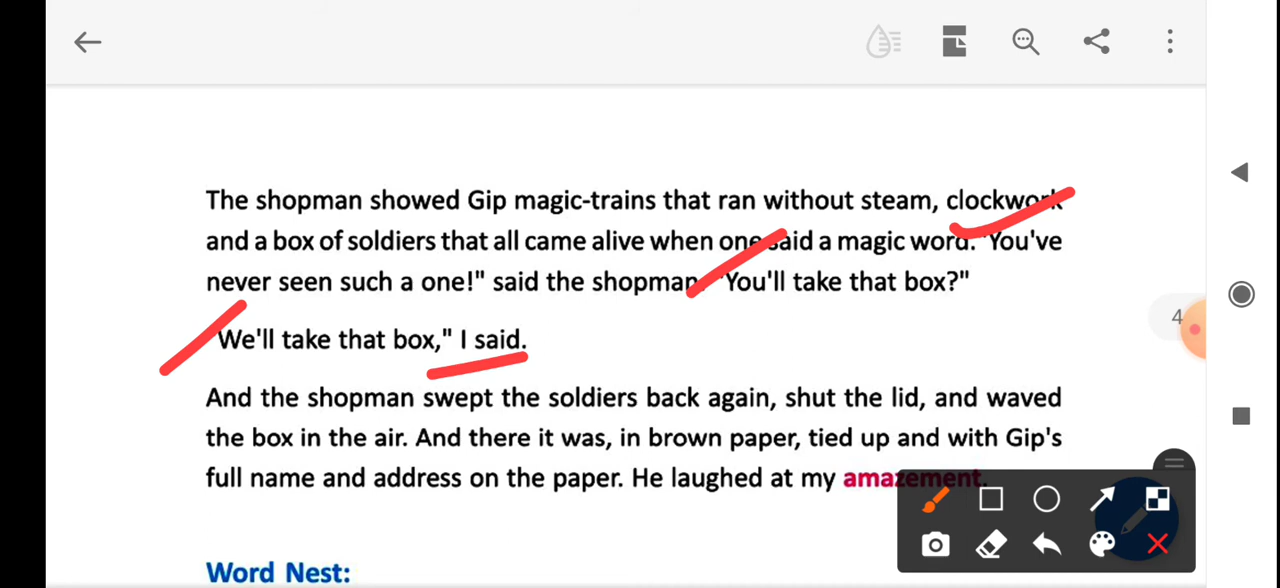 The shopman showed Gip magic-trains that ran without steam, clockwork
and a box of soldiers that all came alive when one said a magic word. "You've
never seen such a one!" said the shopman. "You'll take that box?"
We'll take that box," I said.
And the shopman swept the soldiers back again, shut the lid, and waved
the box in the air. And there it was, in brown paper, tied up and with Gip's
full name and address on the paper. He laughed at my amazement.
Word Nest:
4